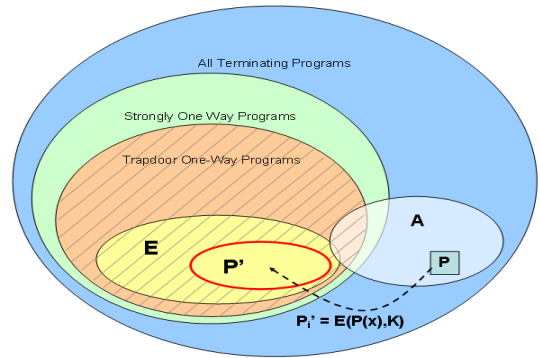 All Terminating Programs
Strongly One Way Programs
Trapdoor One-Way Programs
A
E
P
P'
Pi' = E(P(x),K)